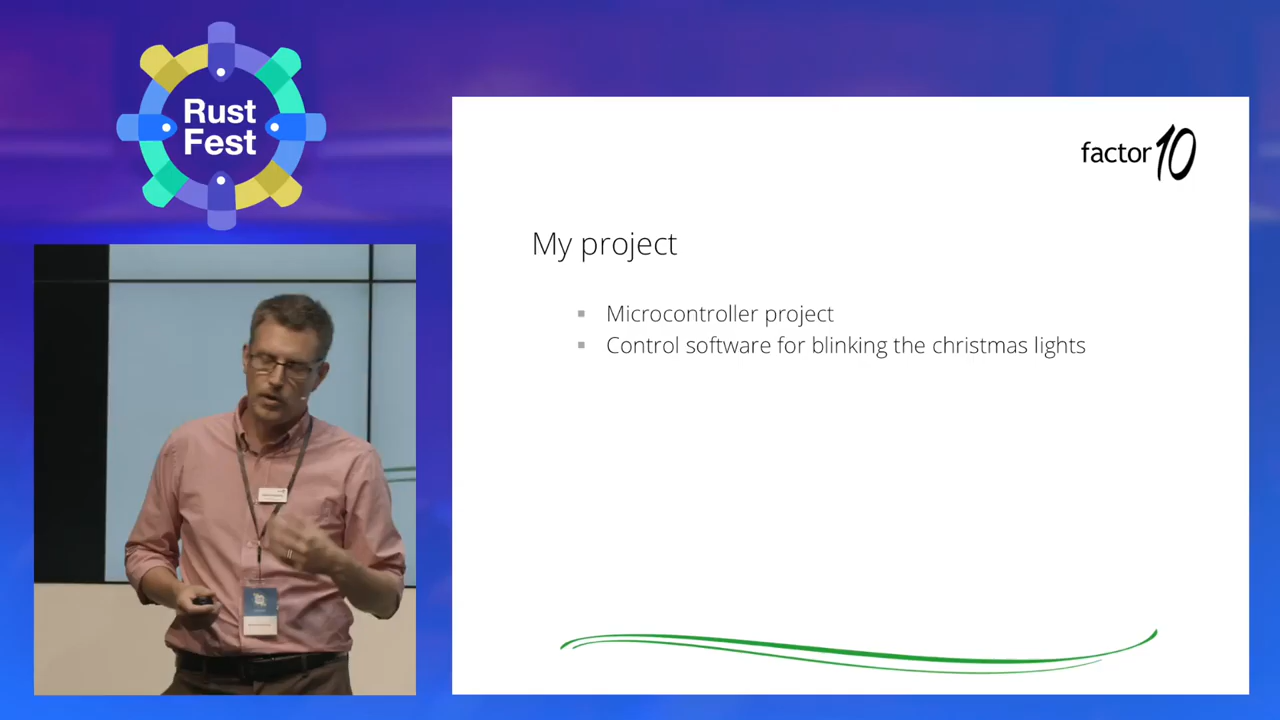 Rust
Fest
factor10
My project
Microcontroller project
Control software for blinking the christmas lights